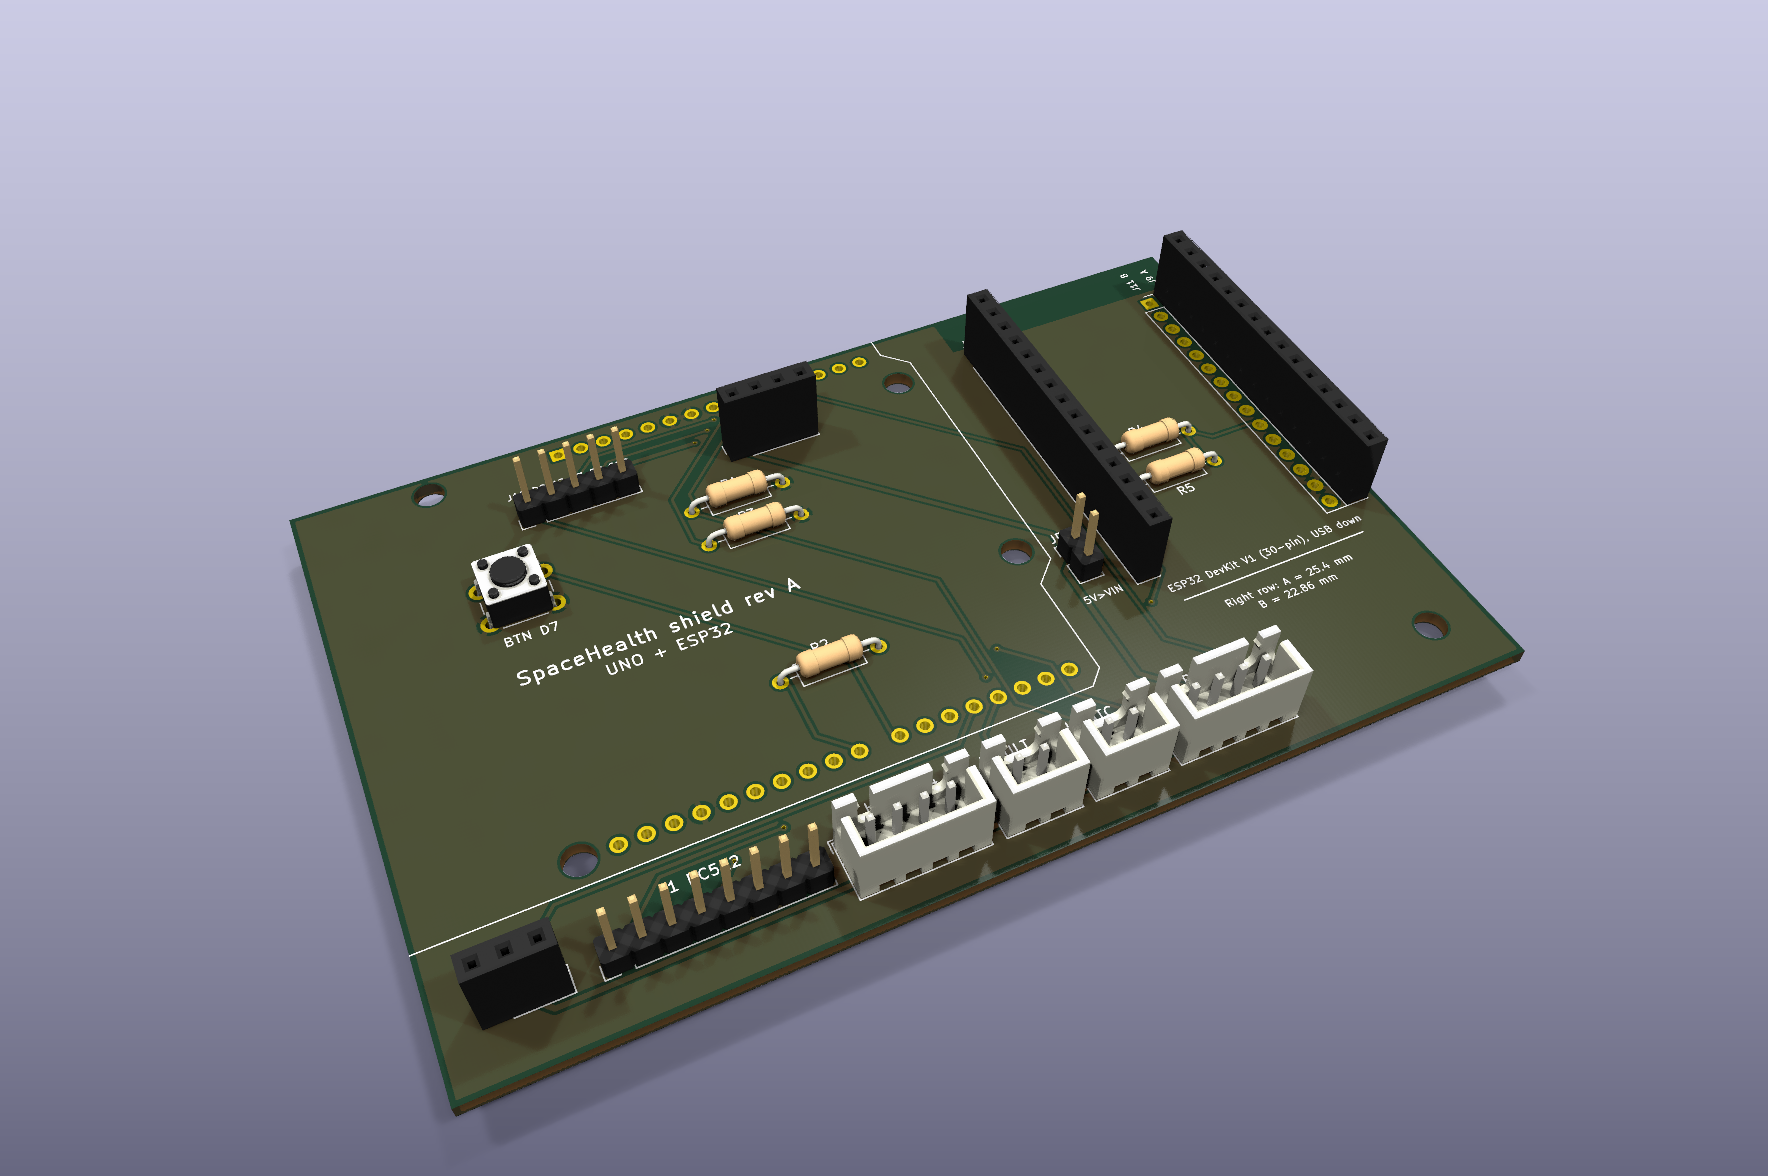 BTN D7
SpaceHealth shield rev A
UNO + ESP32
5V>VIN
R5
ESP32 DevKit V1 (30-pin), USB down
Right row: A = 25.4 mm
B = 22.86 mm